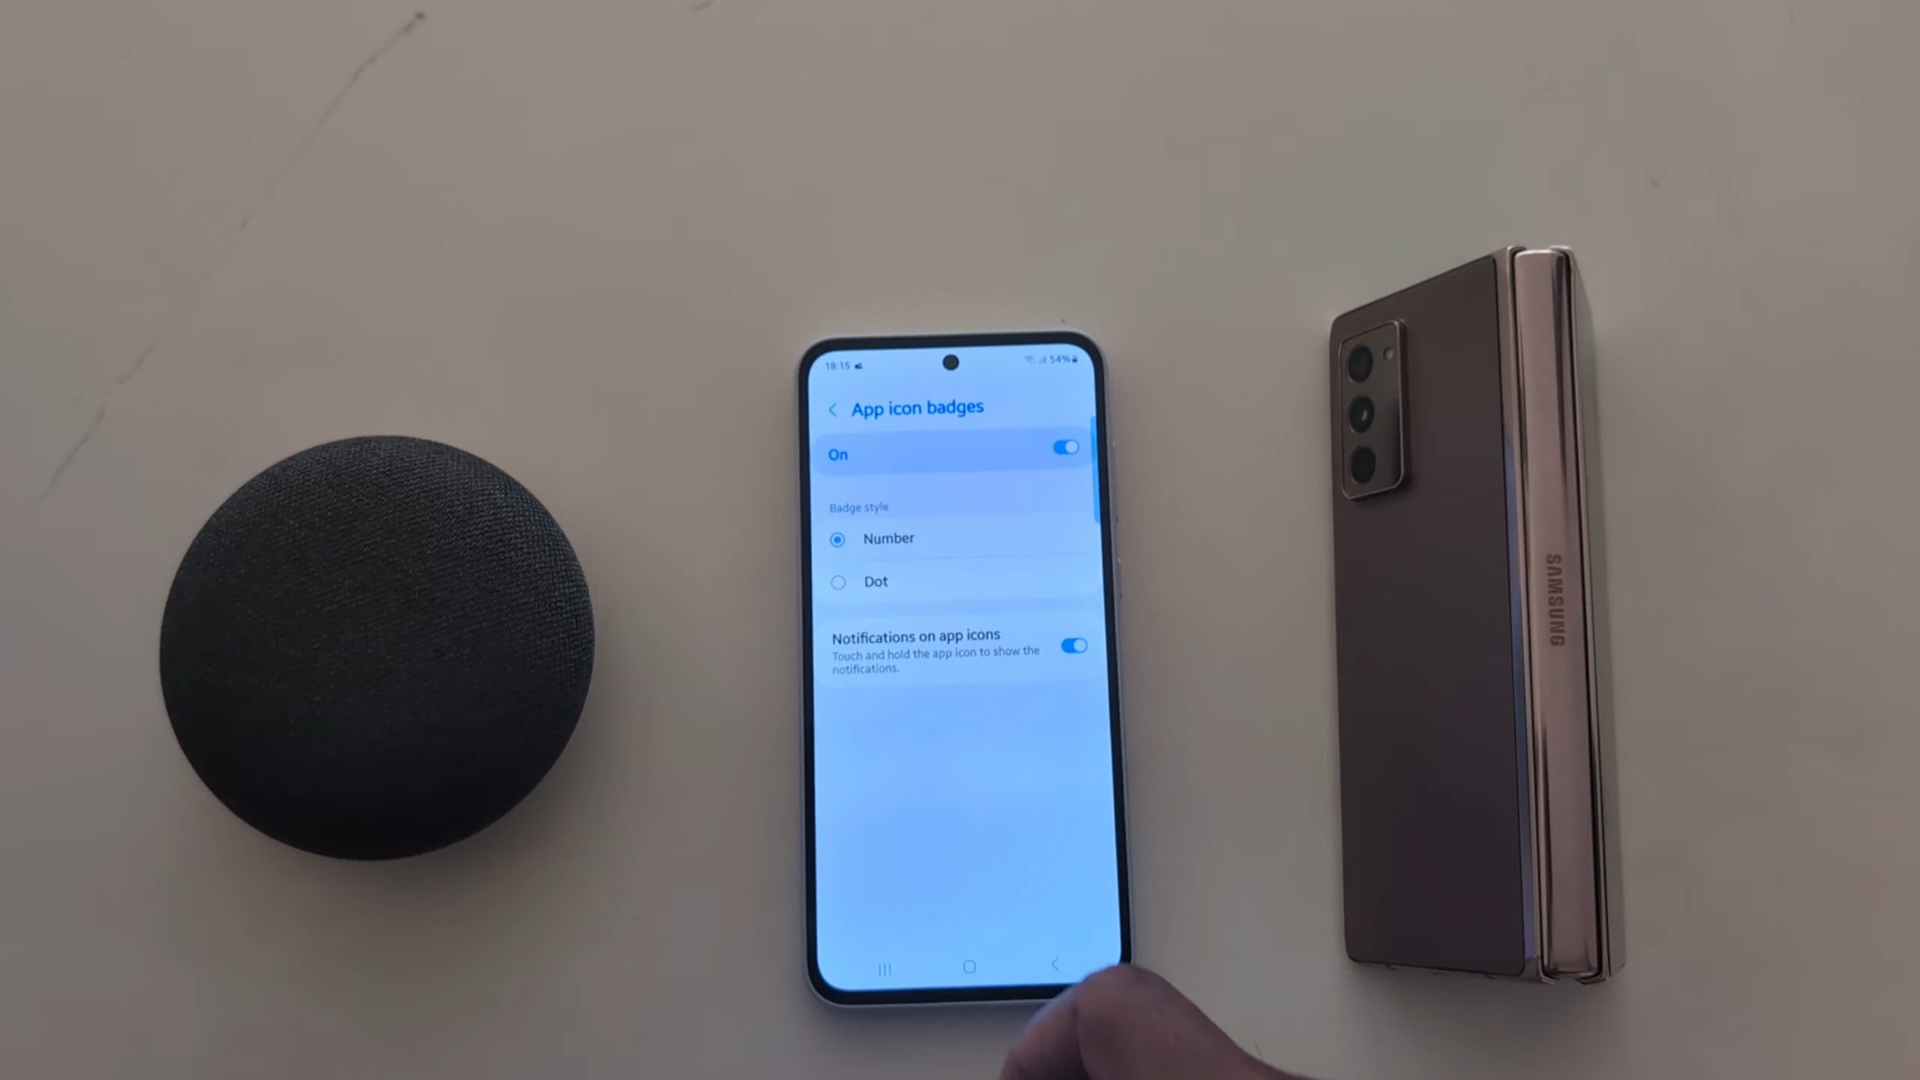 18:15
54%
App icon badges
On
Badge style
Number
Dot
Notifications on app icons
Touch and hold the app icon to show the
notifications.
SAMSUNG